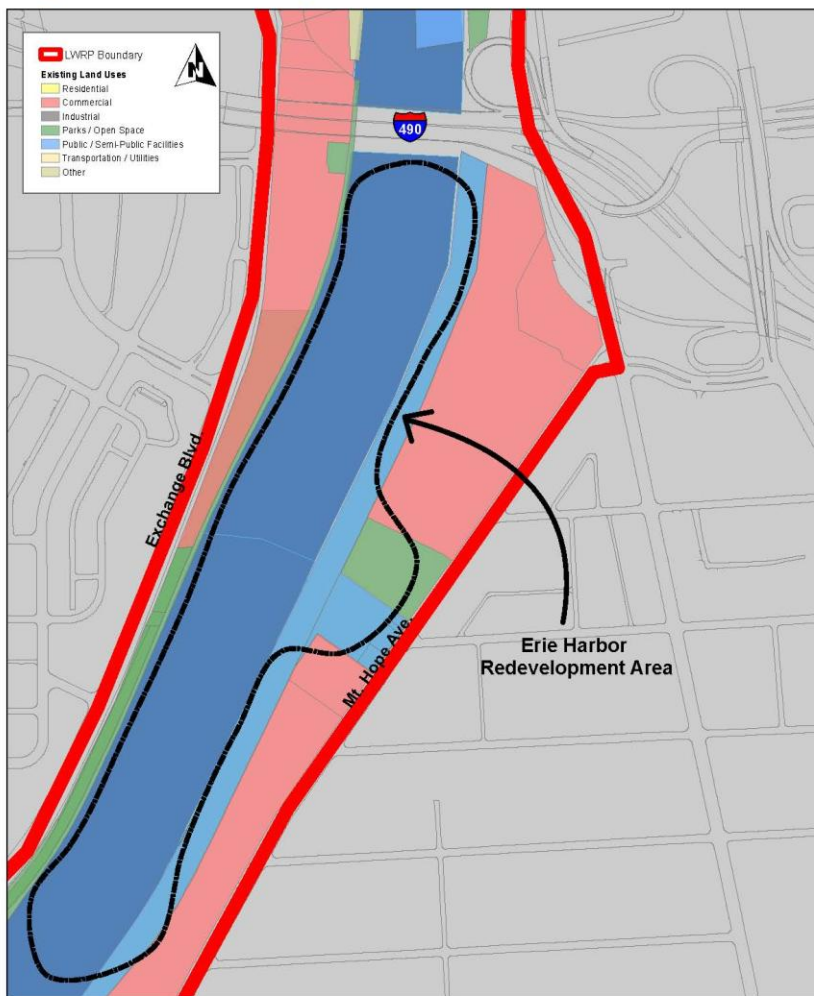 LWRP Boundary
N
Existing Land Uses
Residential
Commercial
Industrial
Parks / Open Space
Public / Semi-Public Facilities
Transportation / Utilities
Other
490
Exchange Blvd.
Mt. Hope Ave.
Erie Harbor
Redevelopment Area